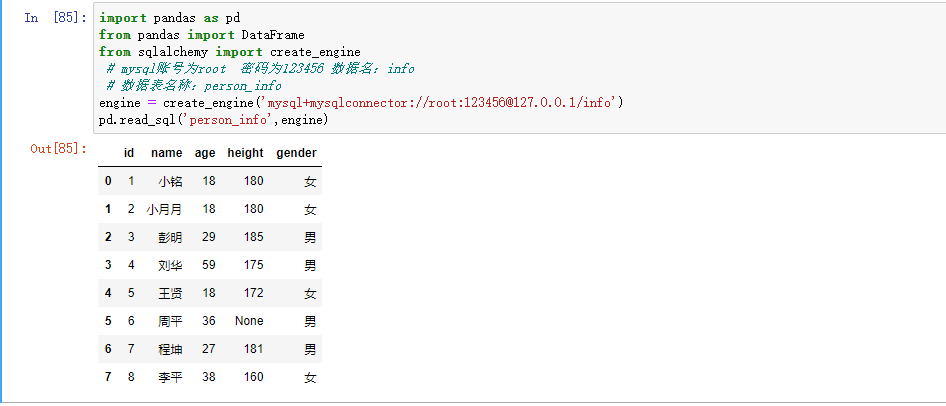 In [85]: import pandas as pd
from pandas import DataFrame
from sqlalchemy import create_engine
# mysql账号为root 密码为123456 数据名：info
# 数据表名称：person_info
engine = create_engine('mysql+mysqlconnector://root:123456@127.0.0.1/info')
pd.read_sql('person_info',engine)
Out[85]:
id name age height gender
0 1 小铭 18 180 女
1 2 小月月 18 180 女
2 3 彭明 29 185 男
3 4 刘华 59 175 男
4 5 王贤 18 172 女
5 6 周平 36 None 男
6 7 程坤 27 181 男
7 8 李平 38 160 女